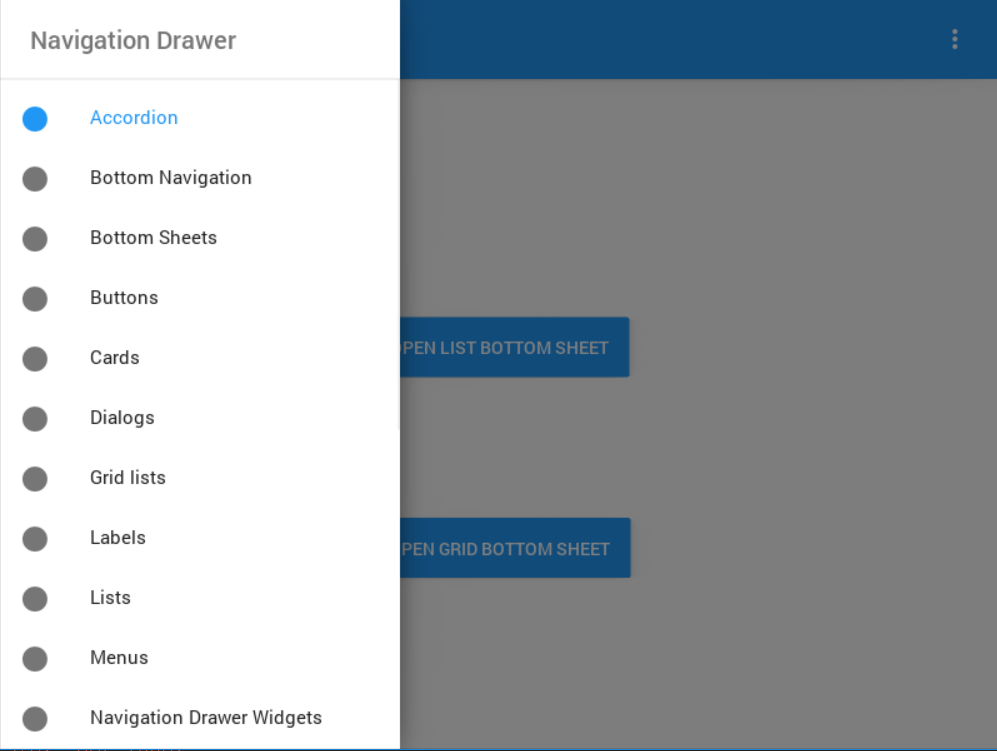 Navigation Drawer
Accordion
Bottom Navigation
Bottom Sheets
Buttons
Cards
Dialogs
Grid lists
Labels
Lists
Menus
Navigation Drawer Widgets
PEN LIST BOTTOM SHEET
PEN GRID BOTTOM SHEET